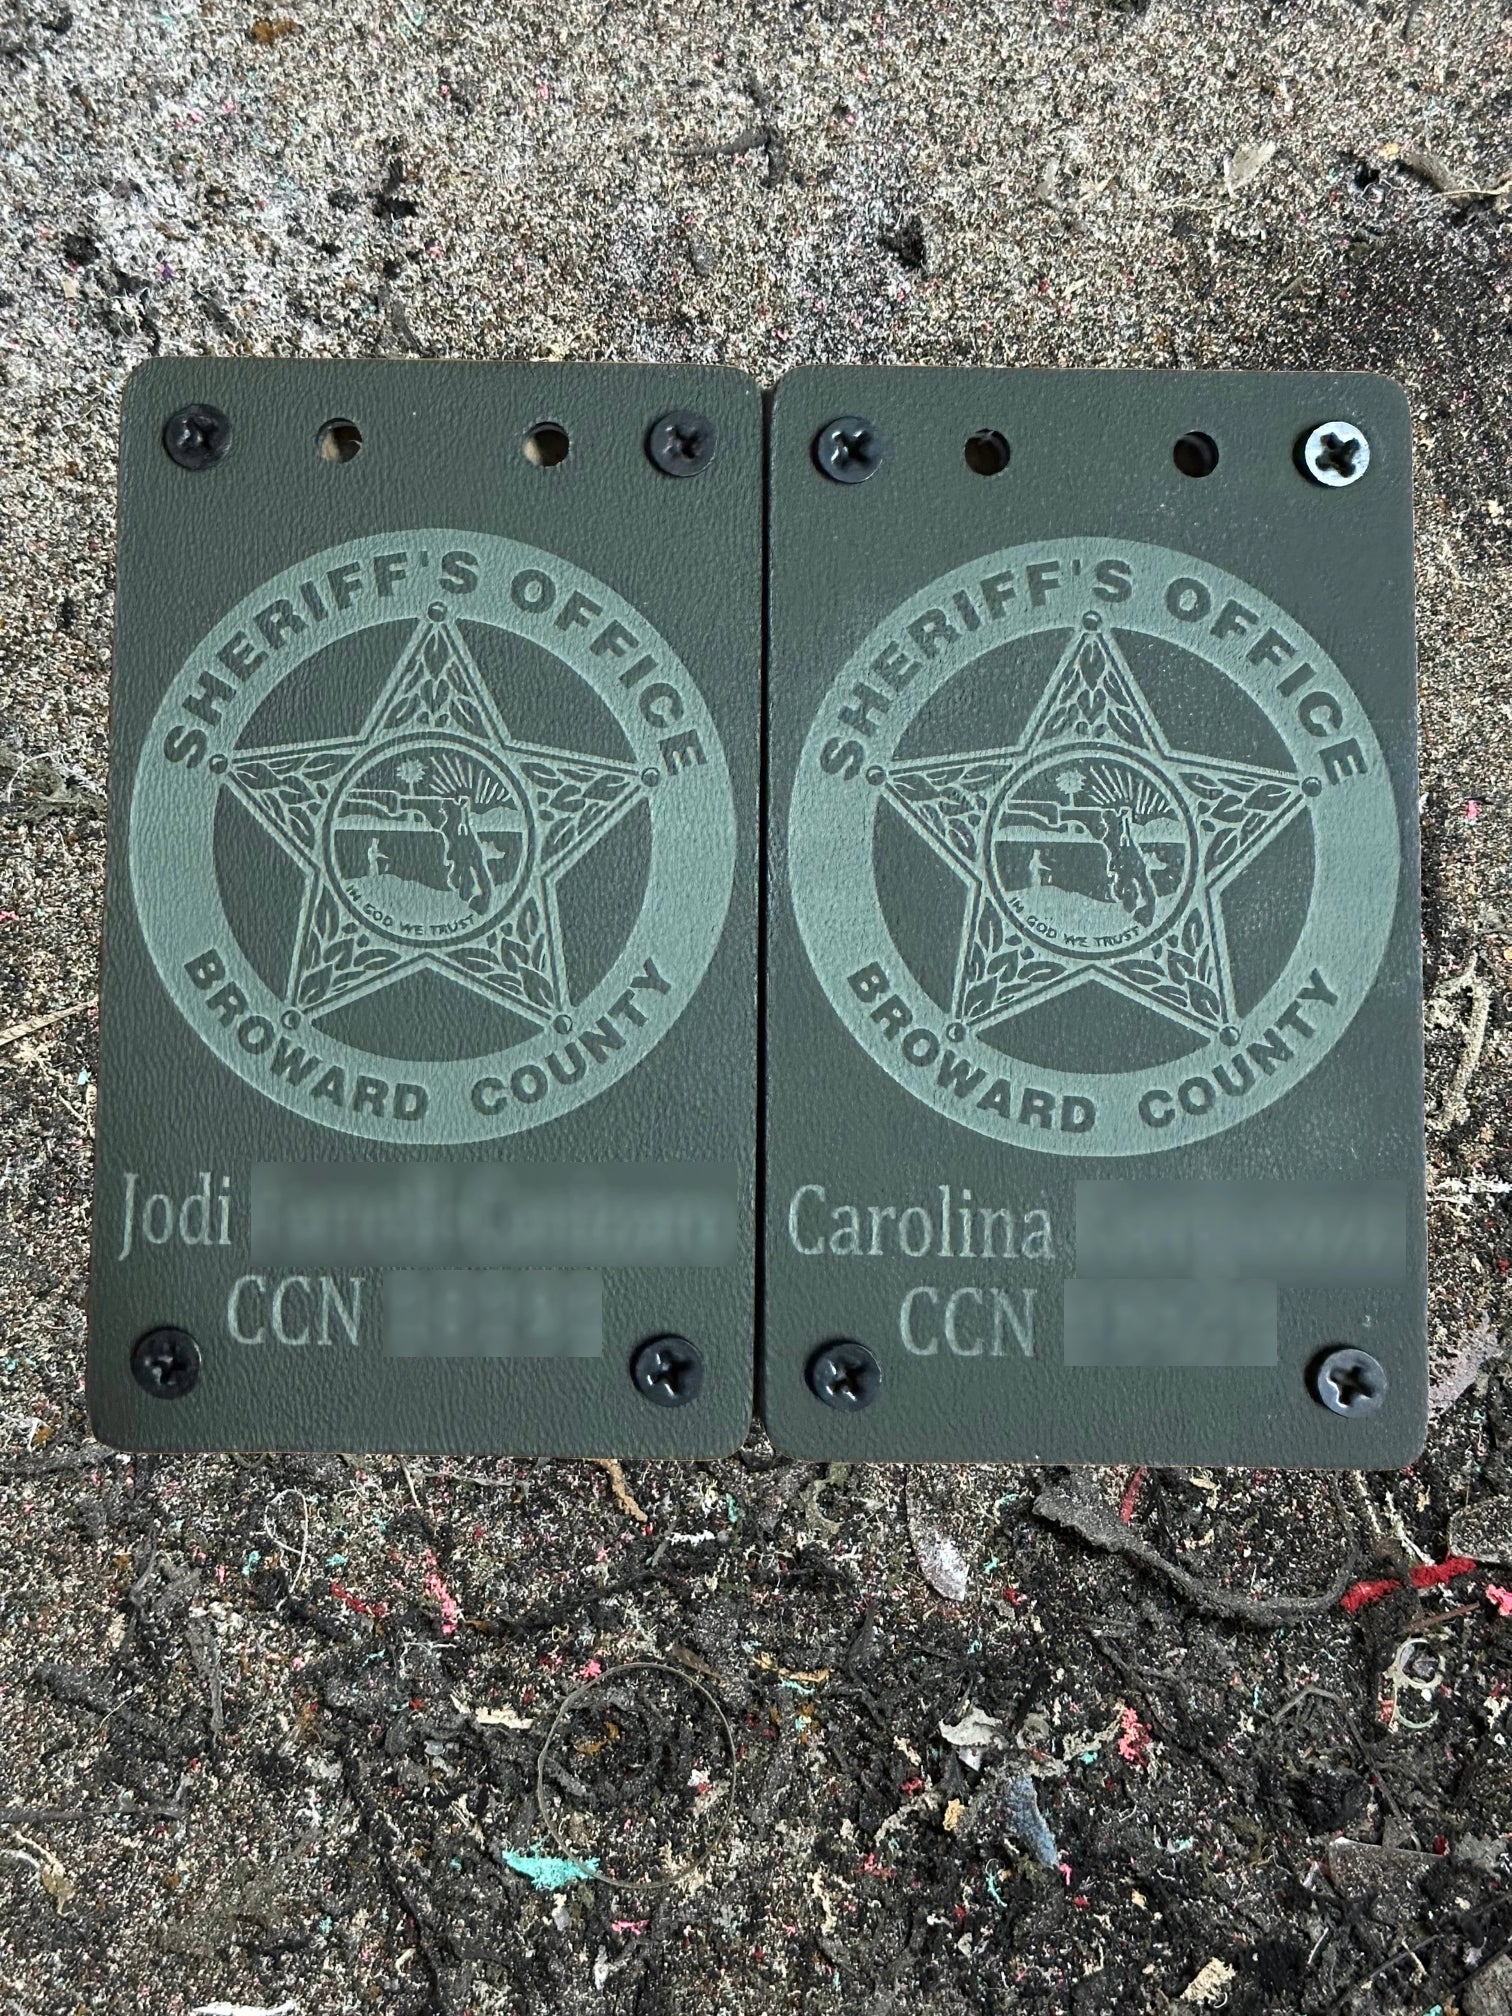 SHERIFF'S OFFICE
IN GOD WE TRUST
BROWARD COUNTY
Jodi
CCN
SHERIFF'S OFFICE
IN GOD WE TRUST
BROWARD COUNTY
Carolina
CCN